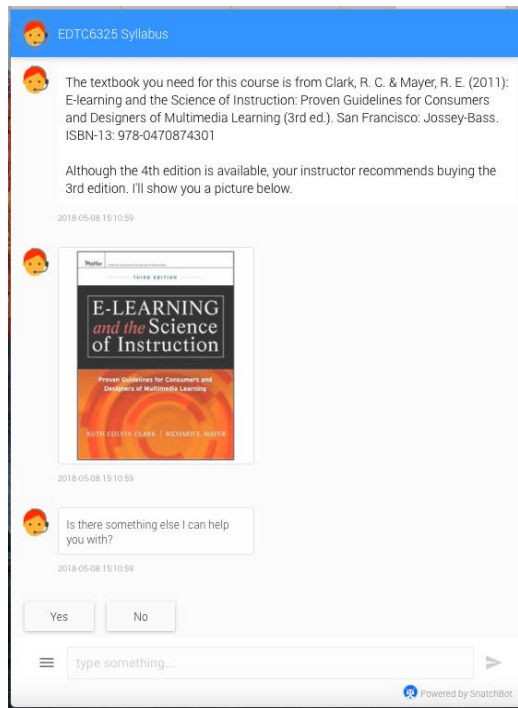 EDTC6325 Syllabus
The textbook you need for this course is from Clark, R. C. & Mayer, R. E. (2011):
E-learning and the Science of Instruction: Proven Guidelines for Consumers
and Designers of Multimedia Learning (3rd ed.). San Francisco: Jossey-Bass.
ISBN-13: 978-0470874301
Although the 4th edition is available, your instructor recommends buying the
3rd edition. I'll show you a picture below.
2018-05-08 15:10:59
Pfeiffer
THIRD EDITION
E-LEARNING
and the Science
of Instruction
Proven Guidelines for Consumers and
Designers of Multimedia Learning
RUTH COLVIN CLARK | RICHARD E. MAYER
2018-05-08 15:10:59
Is there something else I can help
you with?
2018-05-08 15:10:59
Yes No
type something...
Powered by SnatchBot